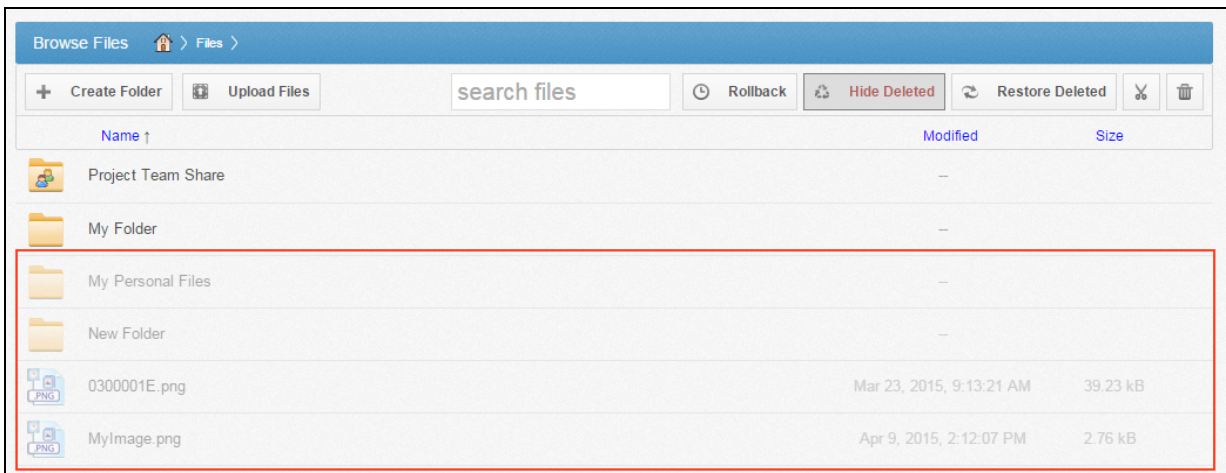 Browse Files Files
Create Folder Upload Files search files Rollback Hide Deleted Restore Deleted
Name ↑ Modified Size
Project Team Share --
My Folder --
My Personal Files --
New Folder --
.PNG 0300001E.png Mar 23, 2015, 9:13:21 AM 39.23 kB
.PNG MyImage.png Apr 9, 2015, 2:12:07 PM 2.76 kB